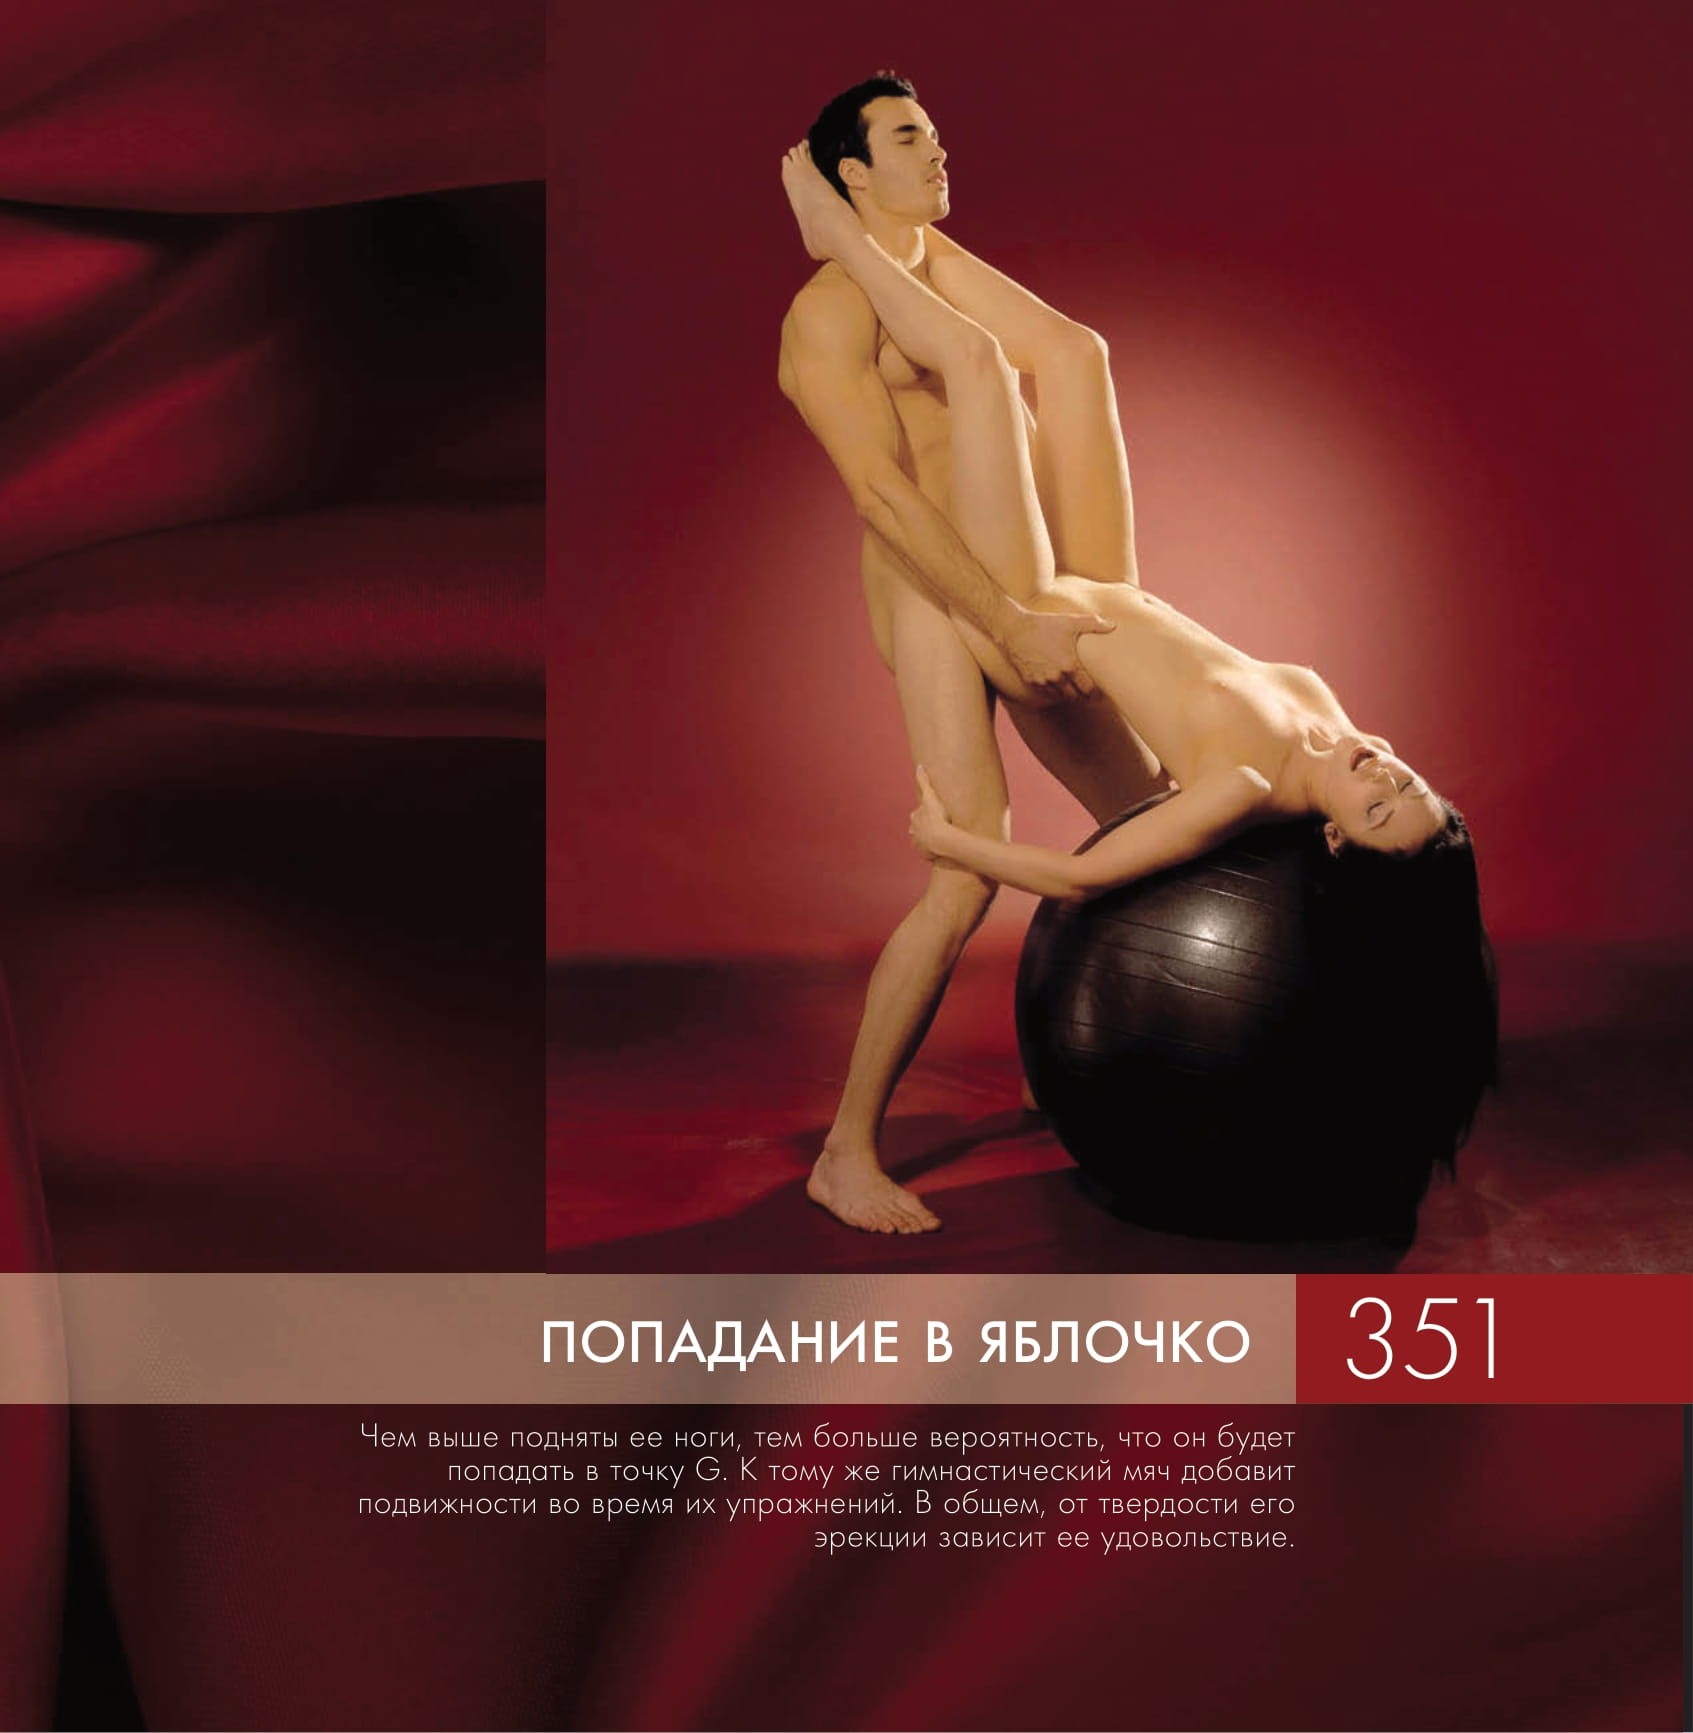 ПОПАДАНИЕ В ЯБЛОЧКО 351
Чем выше подняты ее ноги, тем больше вероятность, что он будет
попадать в точку G. К тому же гимнастический мяч добавит
подвижности во время их упражнений. В общем, от твердости его
эрекции зависит ее удовольствие.